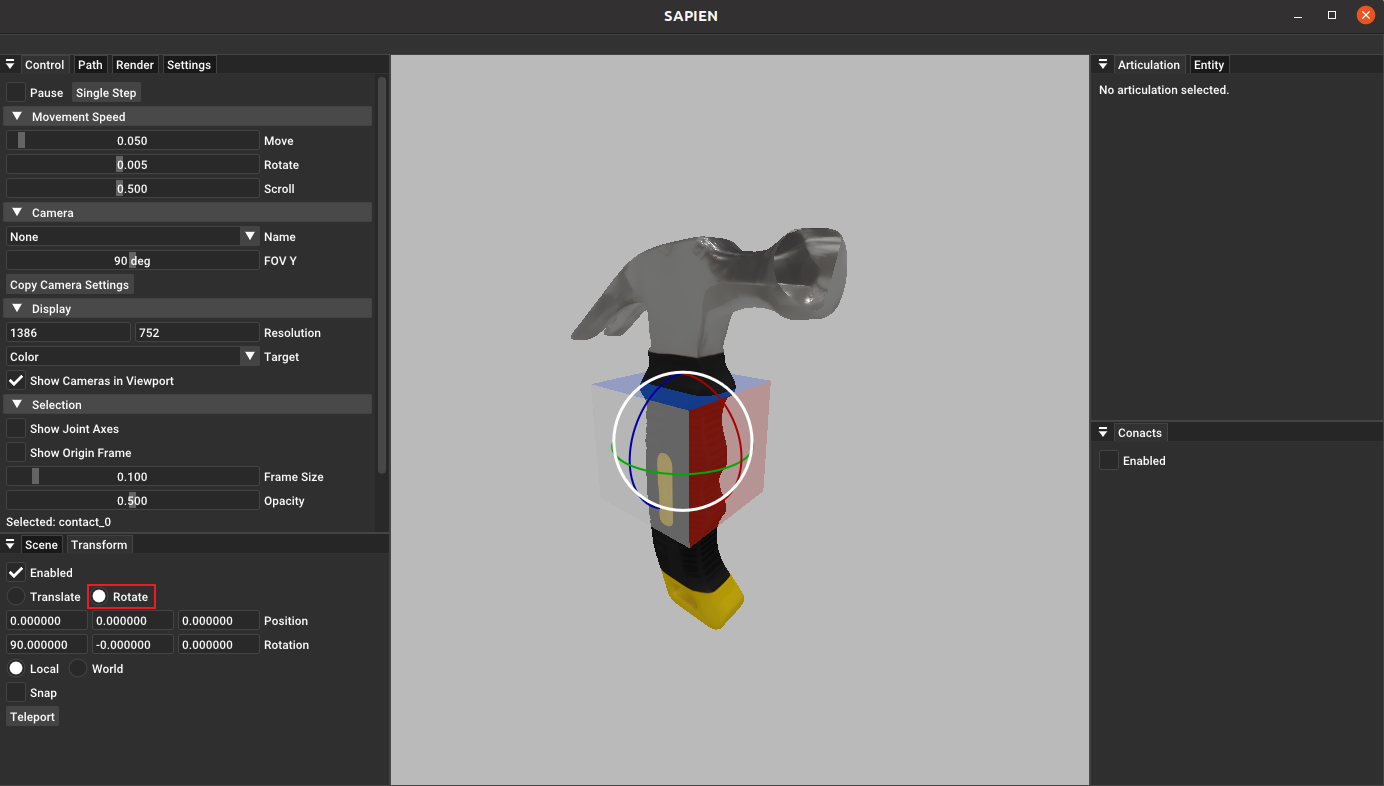 SAPIEN
Control Path Render Settings
Pause Single Step
Movement Speed
0.050 Move
0.005 Rotate
0.500 Scroll
Camera
None Name
90 deg FOV Y
Copy Camera Settings
Display
1386 752 Resolution
Color Target
Show Cameras in Viewport
Selection
Show Joint Axes
Show Origin Frame
0.100 Frame Size
0.500 Opacity
Selected: contact_0
Scene Transform
Enabled
Translate Rotate
0.000000 0.000000 0.000000 Position
90.000000 -0.000000 0.000000 Rotation
Local World
Snap
Teleport
Articulation Entity
No articulation selected.
Conacts
Enabled